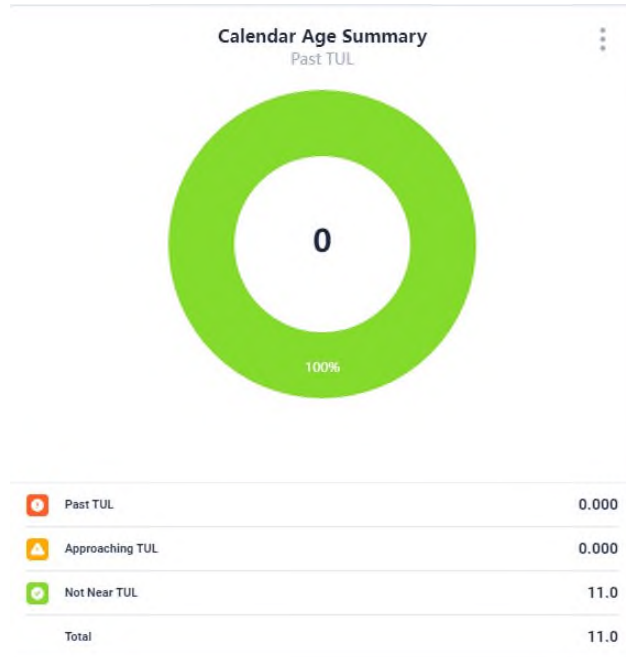 Calendar Age Summary
Past TUL
0
100%
Past TUL 0.000
Approaching TUL 0.000
Not Near TUL 11.0
Total 11.0